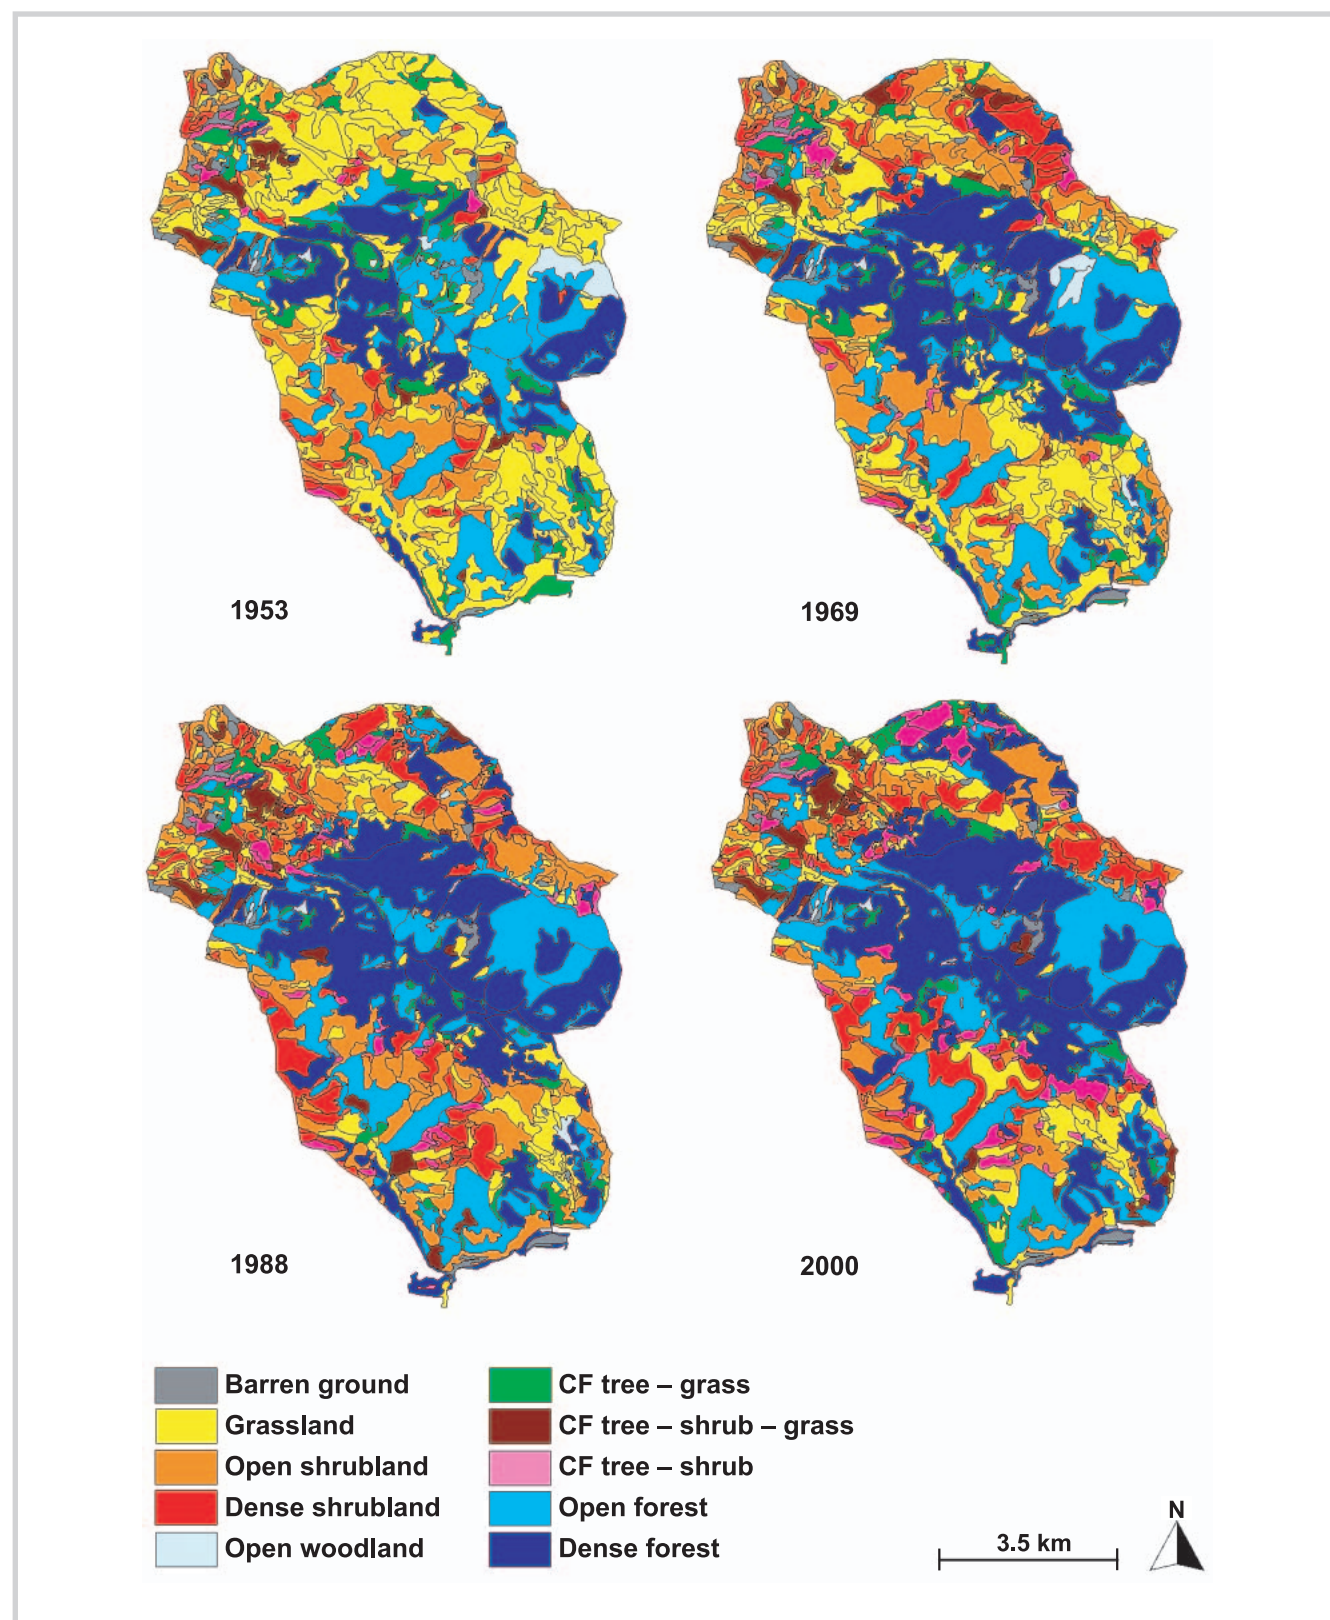 1953
1969
1988
2000
Barren ground
Grassland
Open shrubland
Dense shrubland
Open woodland
CF tree – grass
CF tree – shrub – grass
CF tree – shrub
Open forest
Dense forest
3.5 km
N